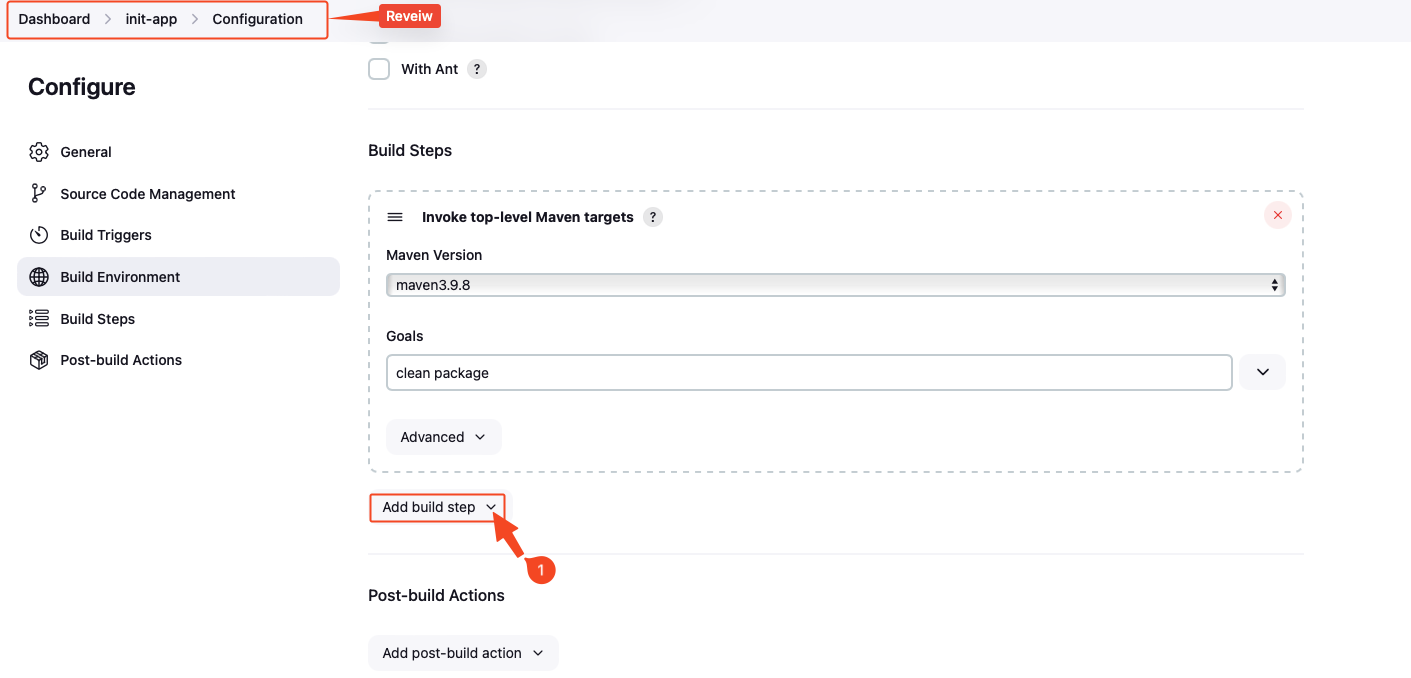 Dashboard > init-app > Configuration
Reveiw
Configure
General
Source Code Management
Build Triggers
Build Environment
Build Steps
Post-build Actions
With Ant ?
Build Steps
Invoke top-level Maven targets ?
Maven Version
maven3.9.8
Goals
clean package
Advanced
Add build step
1
Post-build Actions
Add post-build action